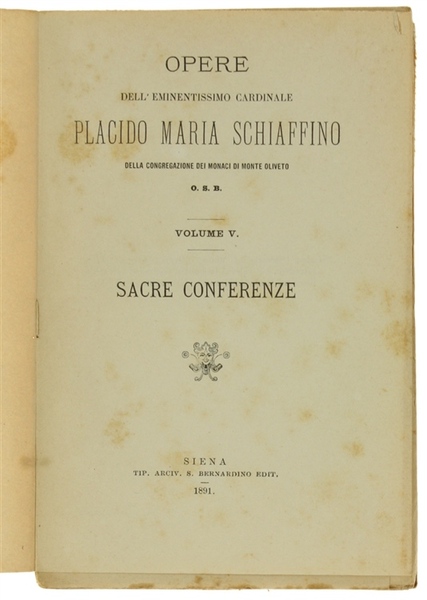 OPERE
DELL' EMINENTISSIMO CARDINALE
PLACIDO MARIA SCHIAFFINO
DELLA CONGREGAZIONE DEI MONACI DI MONTE OLIVETO
O. S. B.
VOLUME V.
SACRE CONFERENZE
SIENA
TIP. ARCIV. S. BERNARDINO EDIT.
1891.